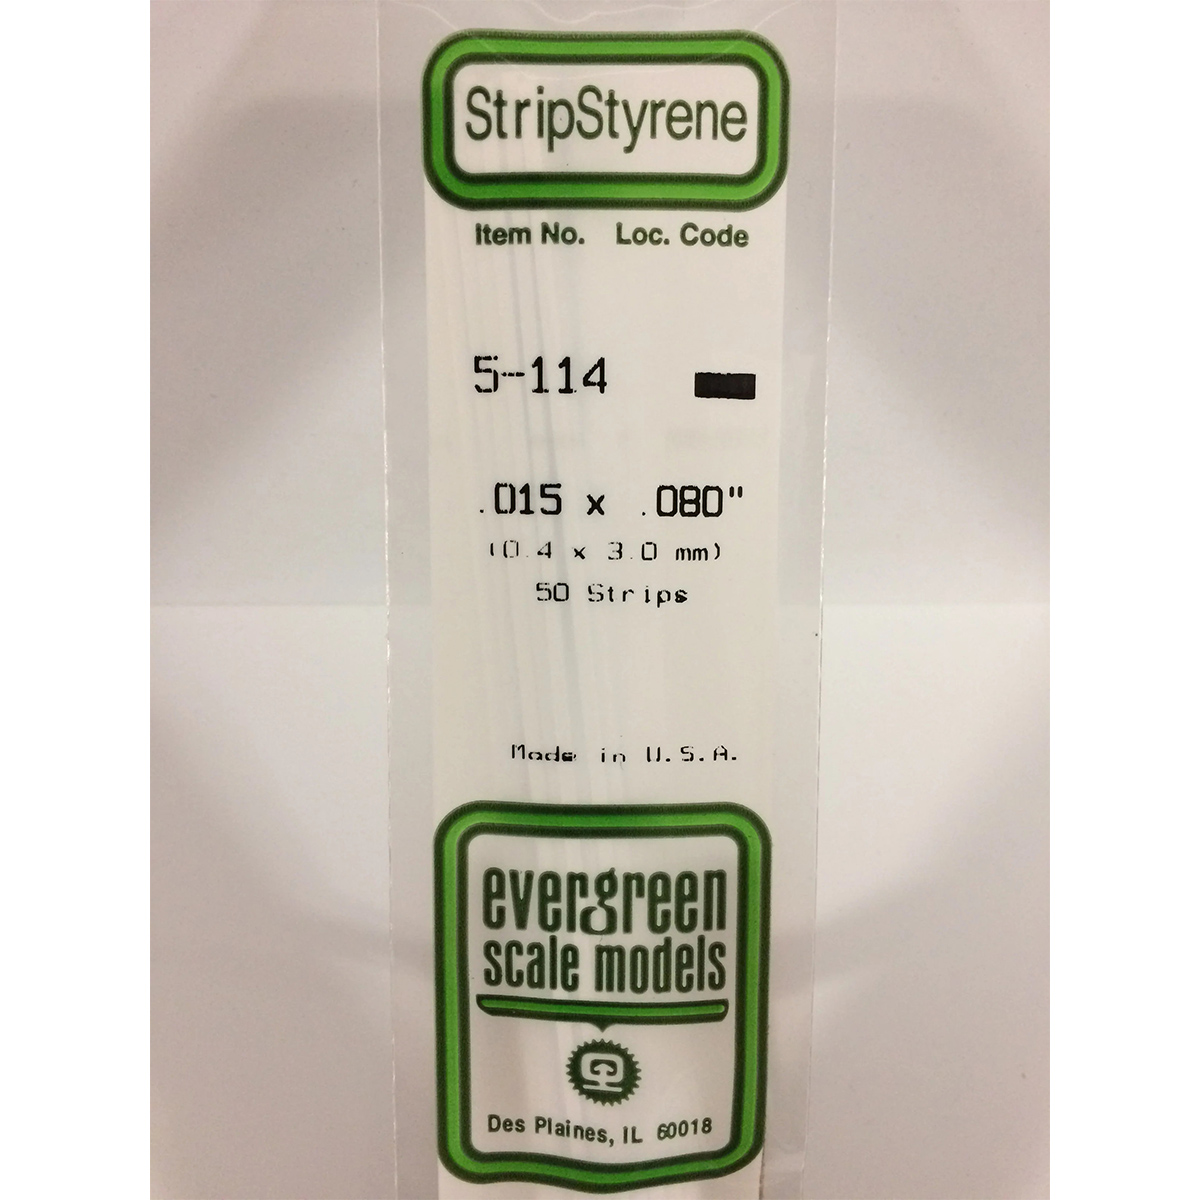 StripStyrene
Item No. Loc. Code
5-114
.015 x .080"
(0.4 x 3.0 mm)
50 Strips
Made in U.S.A.
evergreen
scale models
Des Plaines, IL 60018